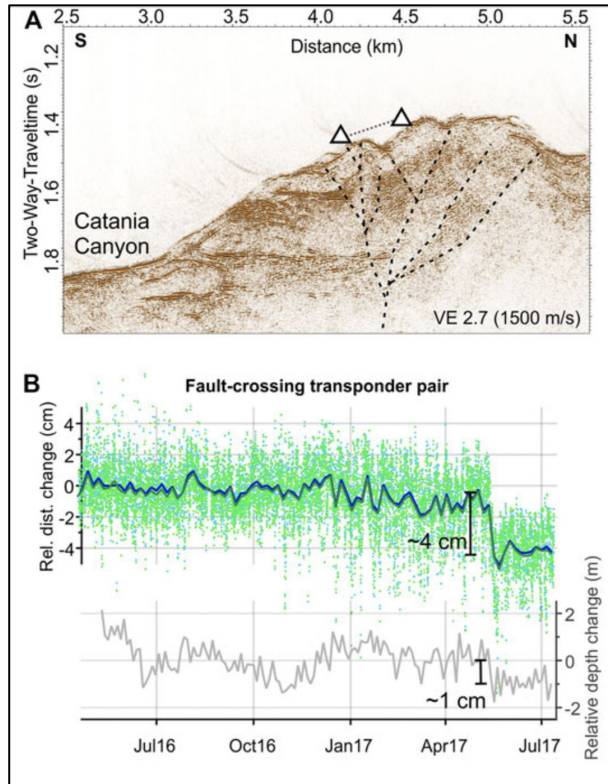 A
2.5 3.0 3.5 4.0 4.5 5.0 5.5
S Distance (km) N
Two-Way-Traveltime (s)
1.2
1.4
1.6
1.8
Catania
Canyon
VE 2.7 (1500 m/s)
B
Fault-crossing transponder pair
Rel. dist. change (cm)
4
2
0
-2
-4
~4 cm
Relative depth change (m)
2
0
-2
~1 cm
Jul16 Oct16 Jan17 Apr17 Jul17